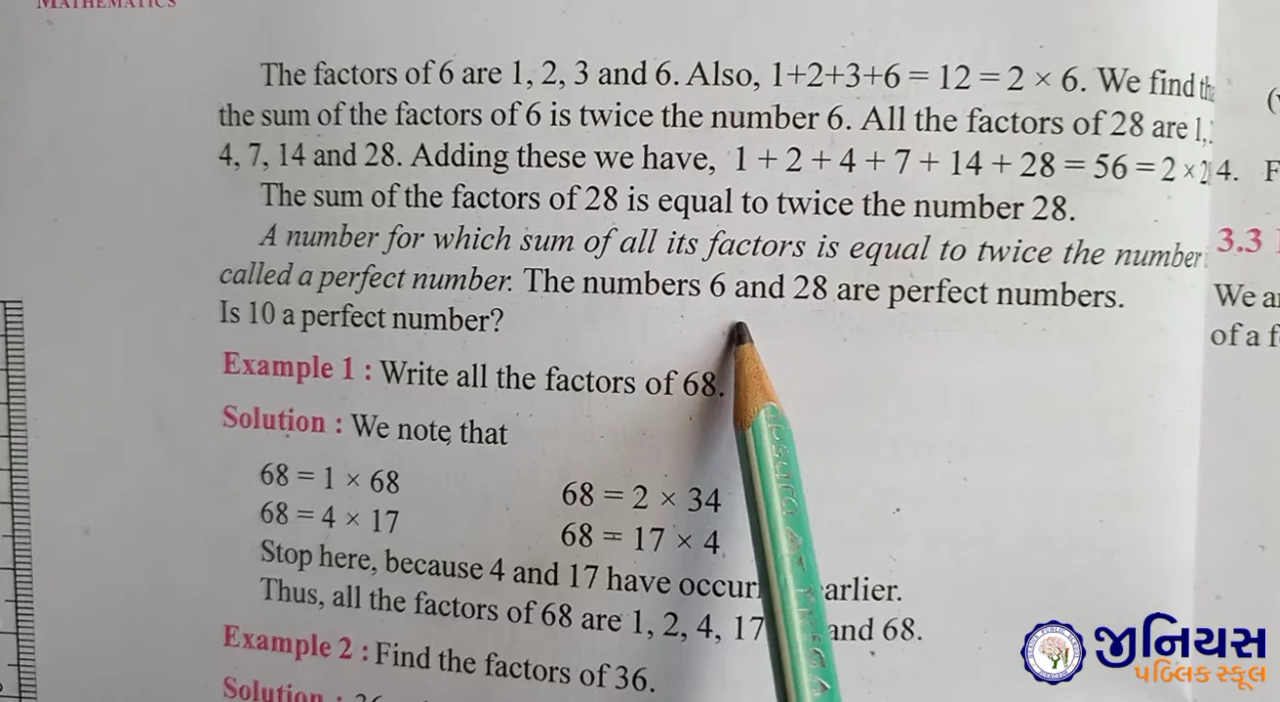 MATHEMATICS
The factors of 6 are 1, 2, 3 and 6. Also, 1+2+3+6 = 12 = 2 × 6. We find
the sum of the factors of 6 is twice the number 6. All the factors of 28 are 1,
4, 7, 14 and 28. Adding these we have, 1 + 2 + 4 + 7 + 14 + 28 = 56 = 2 × 2
The sum of the factors of 28 is equal to twice the number 28.
A number for which sum of all its factors is equal to twice the number
called a perfect number. The numbers 6 and 28 are perfect numbers.
Is 10 a perfect number?
Example 1 : Write all the factors of 68.
Solution : We note that
68 = 1 × 68
68 = 2 × 34
68 = 4 × 17
68 = 17 × 4.
Stop here, because 4 and 17 have earlier.
Thus, all the factors of 68 are 1, 2, 4, 17 and 68.
Example 2 : Find the factors of 36.
Solution :
4. F
3.3
We
of a f
જીનિયસ
પબ્લિક સ્કૂલ